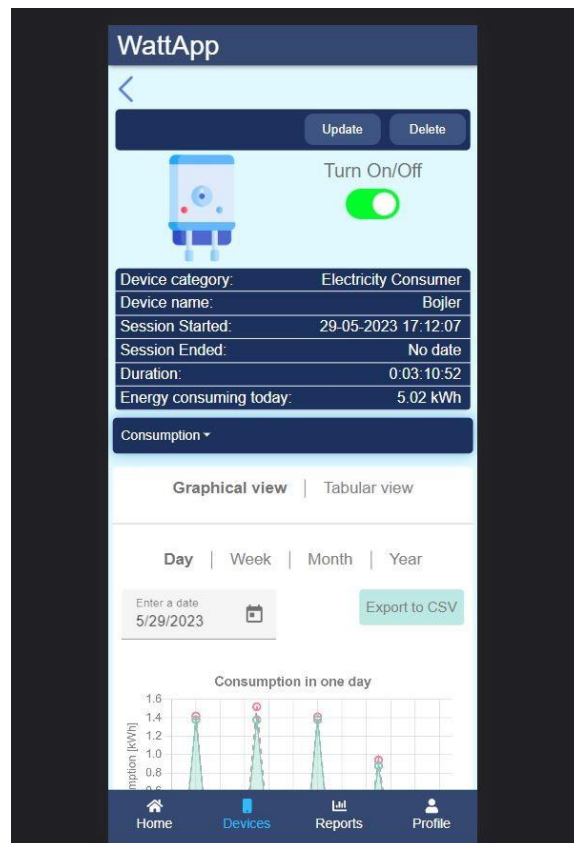 WattApp
Update Delete
Turn On/Off
Device category: Electricity Consumer
Device name: Bojler
Session Started: 29-05-2023 17:12:07
Session Ended: No date
Duration: 0:03:10:52
Energy consuming today: 5.02 kWh
Consumption
Graphical view | Tabular view
Day | Week | Month | Year
Enter a date
5/29/2023
Export to CSV
Consumption in one day
1.6
1.4
1.2
1.0
0.8
[kWh]
Home Devices Reports Profile